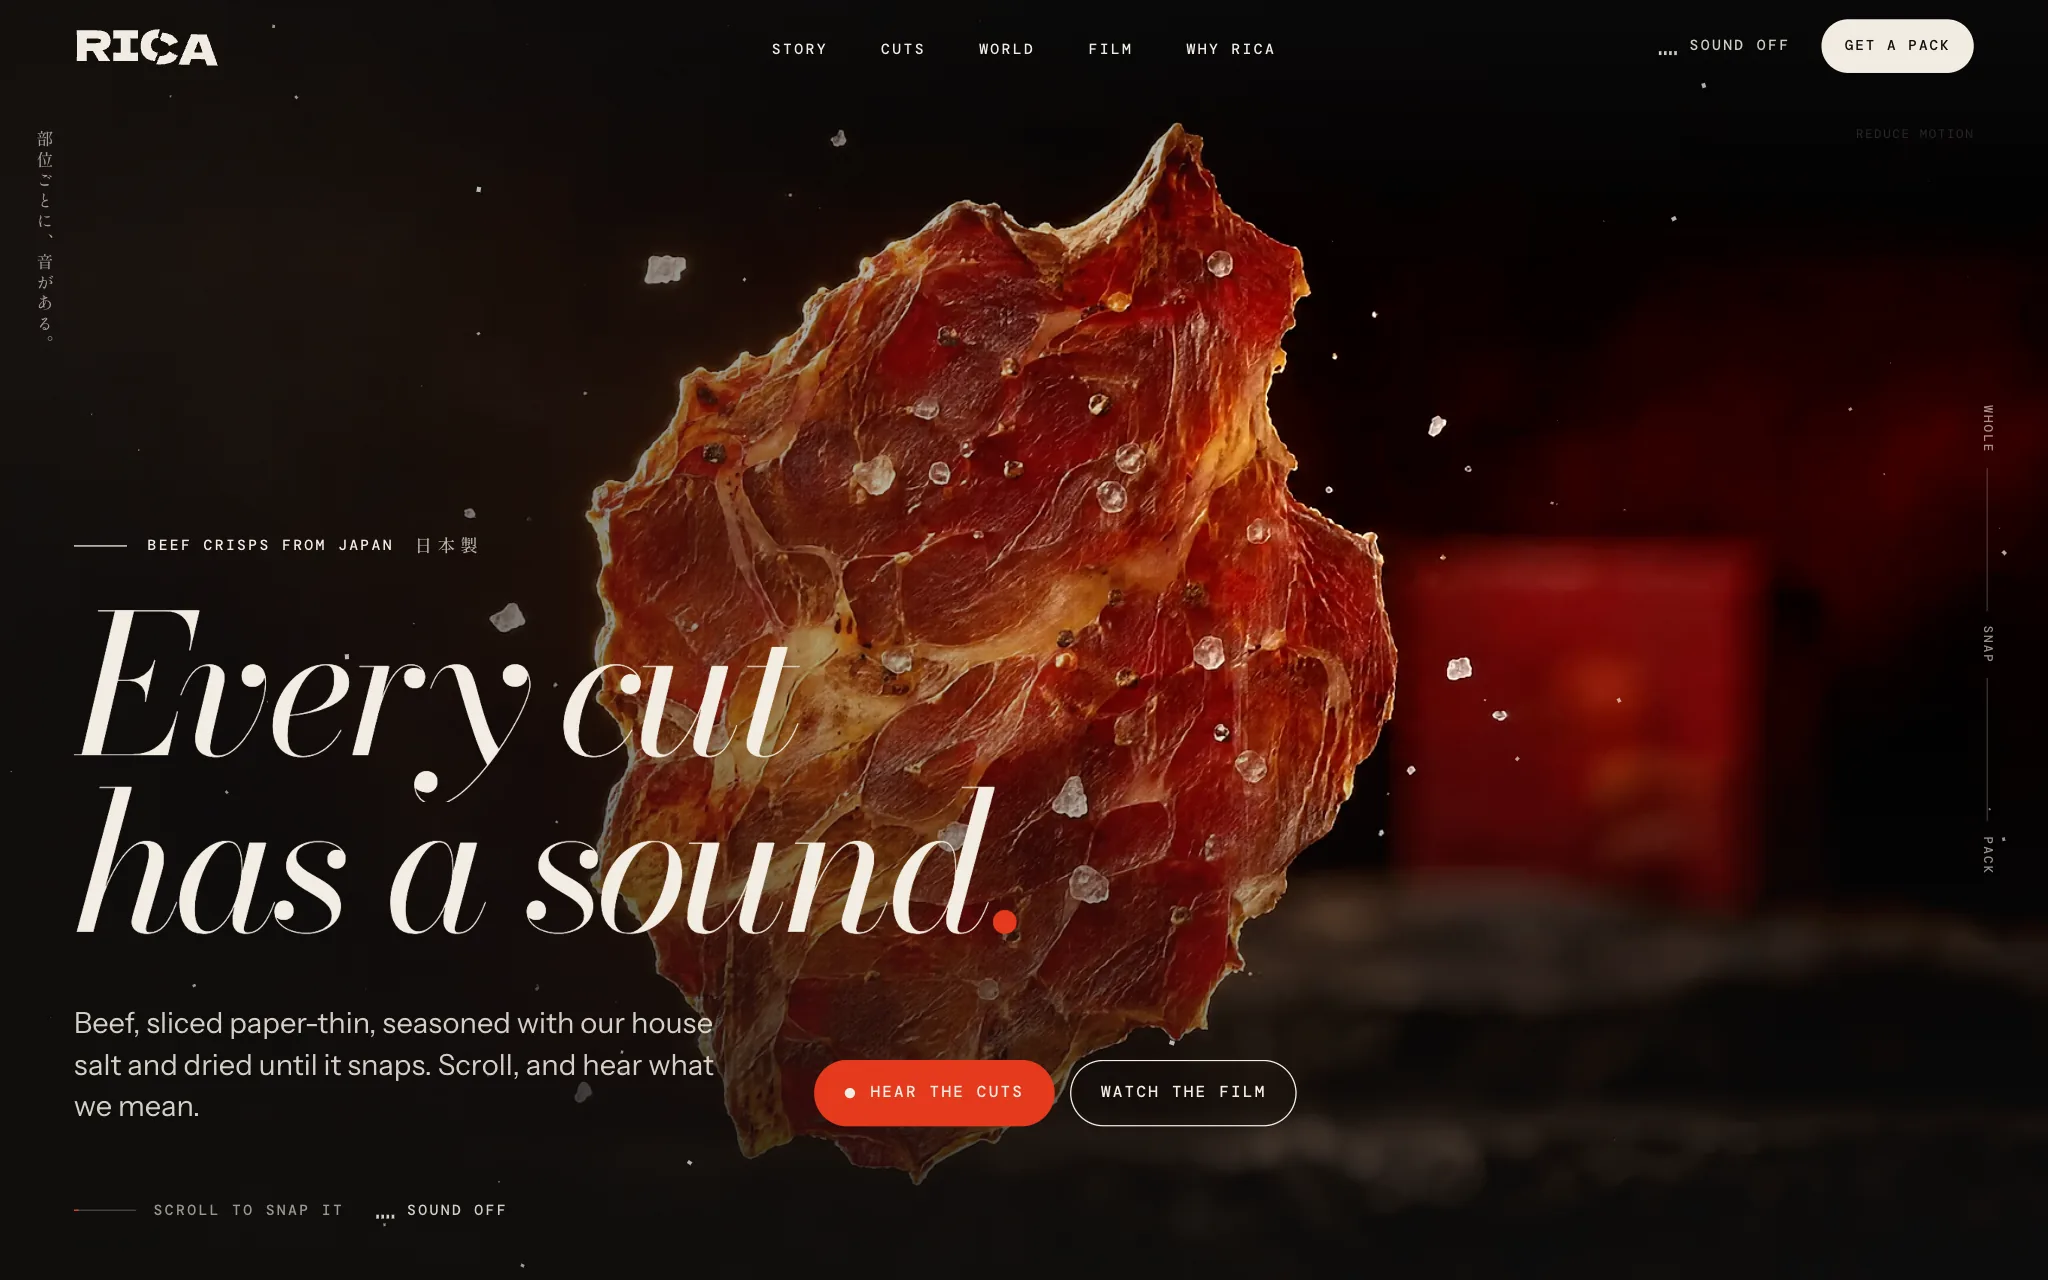 RICA
STORY
CUTS
WORLD
FILM
WHY RICA
SOUND OFF
GET A PACK
REDUCE MOTION
部位ごとに、音がある。
BEEF CRISPS FROM JAPAN 日本製
Every cut
has a sound.
Beef, sliced paper-thin, seasoned with our house
salt and dried until it snaps. Scroll, and hear what
we mean.
HEAR THE CUTS
WATCH THE FILM
SCROLL TO SNAP IT
SOUND OFF
WHOLE
SNAP
PACK